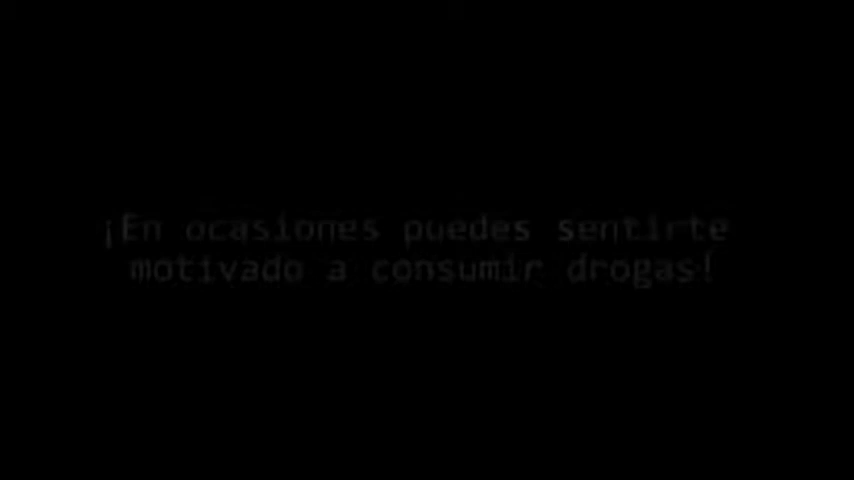 ¡En ocasiones puedes sentirte
motivado a consumir drogas!